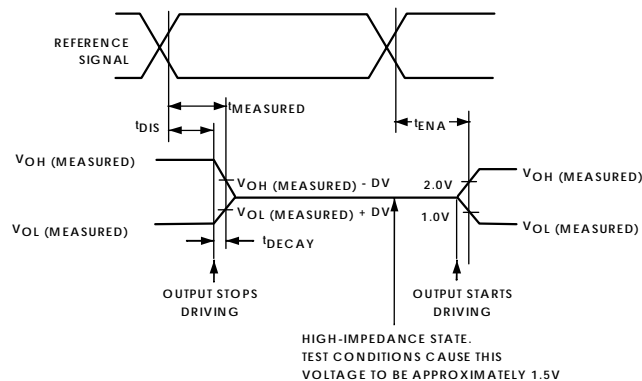 REFERENCE
SIGNAL
tMEASURED
tDIS
tENA
VOH (MEASURED)
VOH (MEASURED) - DV
2.0V
VOH (MEASURED)
VOL (MEASURED)
VOL (MEASURED) + DV
1.0V
VOL (MEASURED)
tDECAY
OUTPUT STOPS
DRIVING
OUTPUT STARTS
DRIVING
HIGH-IMPEDANCE STATE.
TEST CONDITIONS CAUSE THIS
VOLTAGE TO BE APPROXIMATELY 1.5V